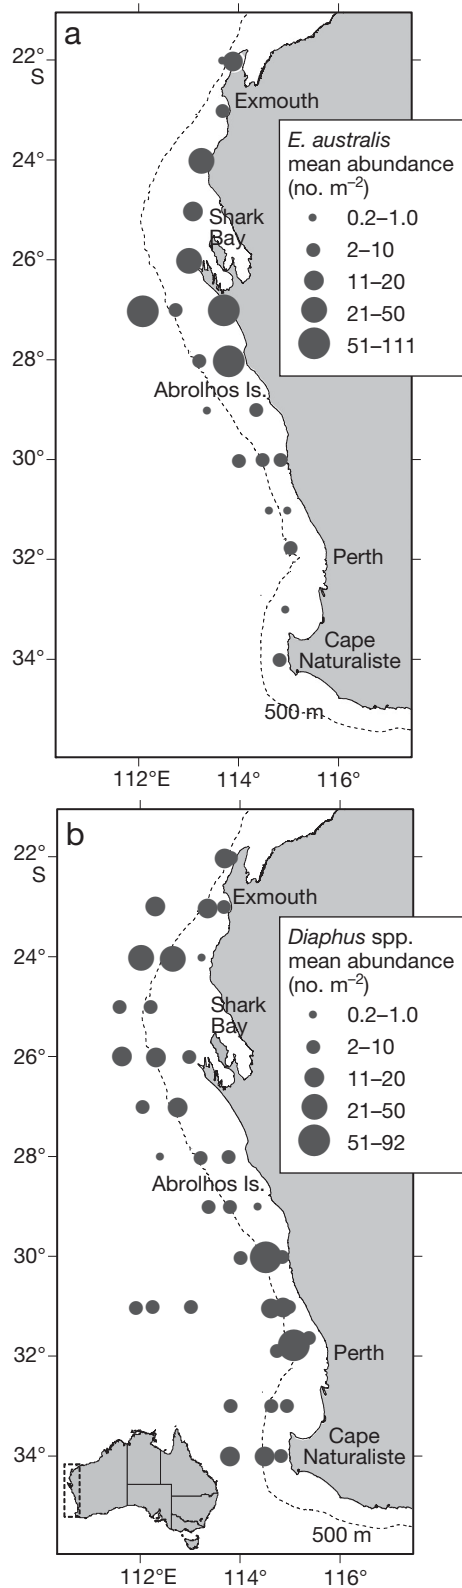 a
22°
S
Exmouth
E. australis
mean abundance
(no. m–2)
0.2–1.0
2–10
11–20
21–50
51–111
24°
Shark
Bay
26°
28°
Abrolhos Is.
30°
32°
Perth
Cape
Naturaliste
34°
500 m
112°E 114° 116°
b
22°
S
Exmouth
Diaphus spp.
mean abundance
(no. m–2)
0.2–1.0
2–10
11–20
21–50
51–92
24°
Shark
Bay
26°
28°
Abrolhos Is.
30°
32°
Perth
Cape
Naturaliste
34°
500 m
112°E 114° 116°